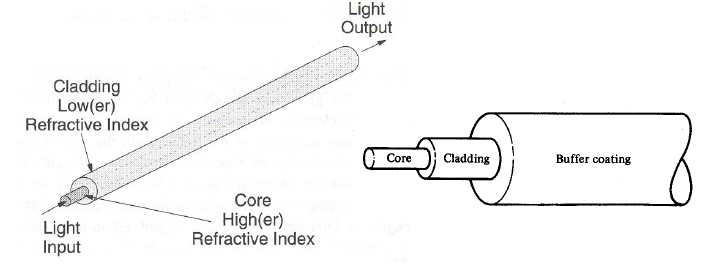 Light
Output
Cladding
Low(er)
Refractive Index
Core
High(er)
Refractive Index
Light
Input
Core
Cladding
Buffer coating